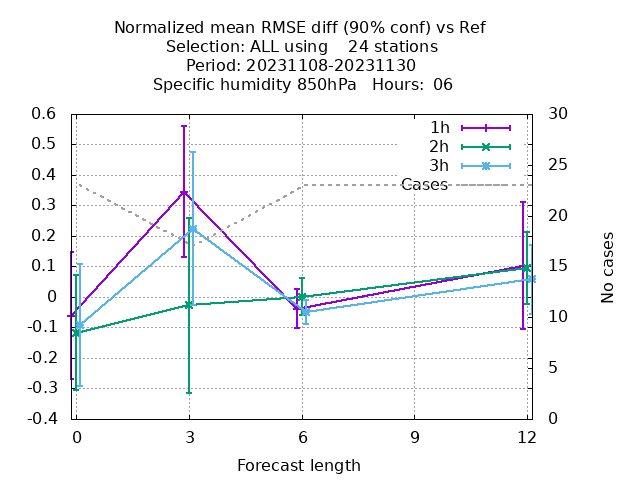 Normalized mean RMSE diff (90% conf) vs Ref
Selection: ALL using    24 stations
Period: 20231108-20231130
Specific humidity 850hPa   Hours:  06
0.6
0.5
0.4
0.3
0.2
0.1
0
-0.1
-0.2
-0.3
-0.4
30
25
20
15
10
5
0
No cases
1h
2h
3h
Cases
0
3
6
9
12
Forecast length